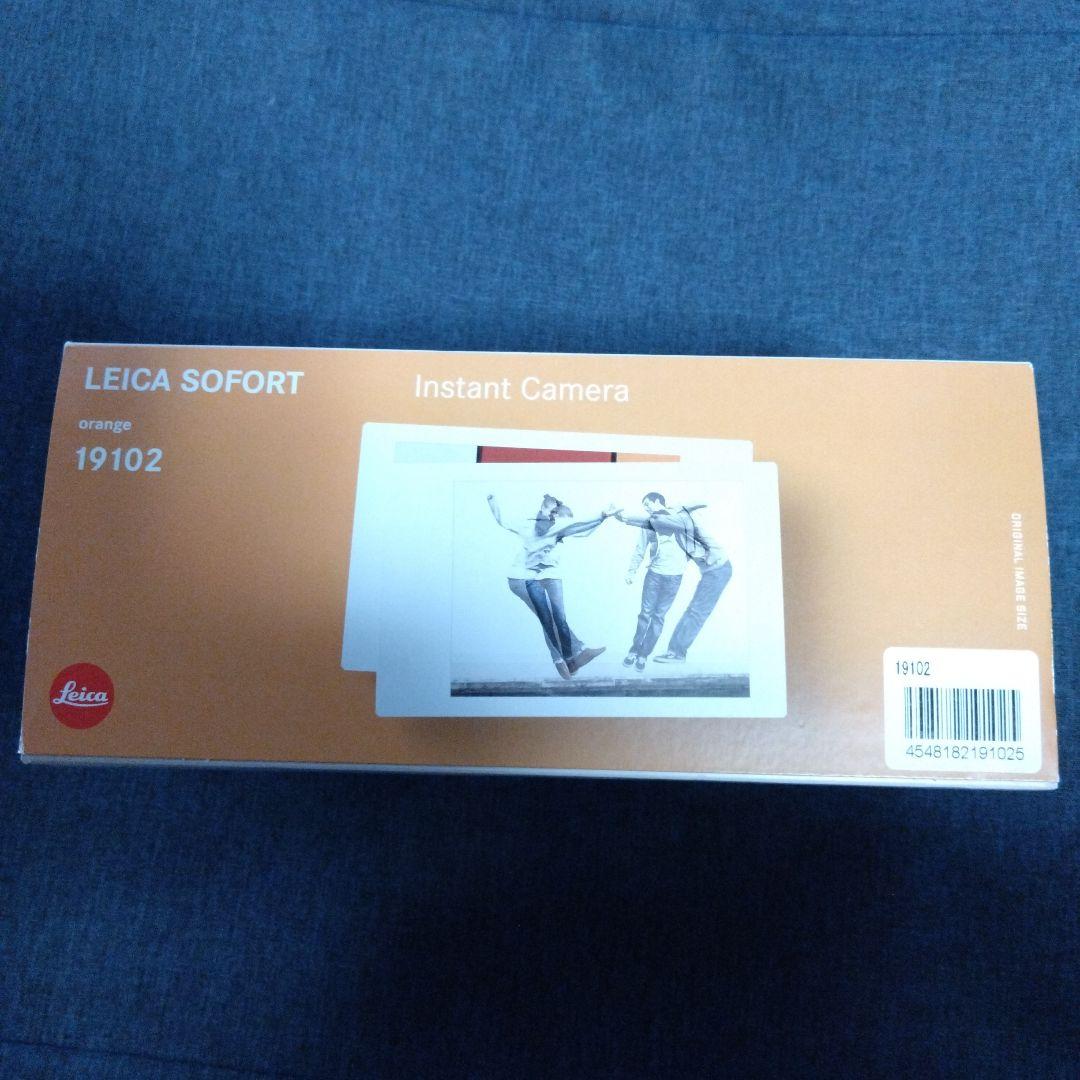 LEICA SOFORT
Instant Camera
orange
19102
ORIGINAL IMAGE SIZE
Leica
19102
4548182191025